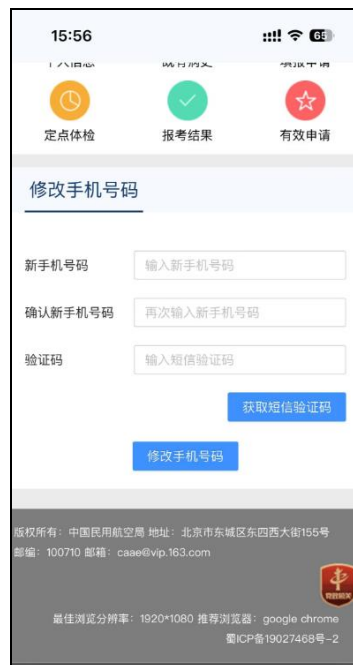 15:56
65
定点体检 报考结果 有效申请
修改手机号码
新手机号码 输入新手机号码
确认新手机号码 再次输入新手机号码
验证码 输入短信验证码
获取短信验证码
修改手机号码
版权所有：中国民用航空局 地址：北京市东城区东四西大街155号
邮编：100710 邮箱：caae@vip.163.com
最佳浏览分辨率：1920*1080 推荐浏览器：google chrome
蜀ICP备19027468号-2